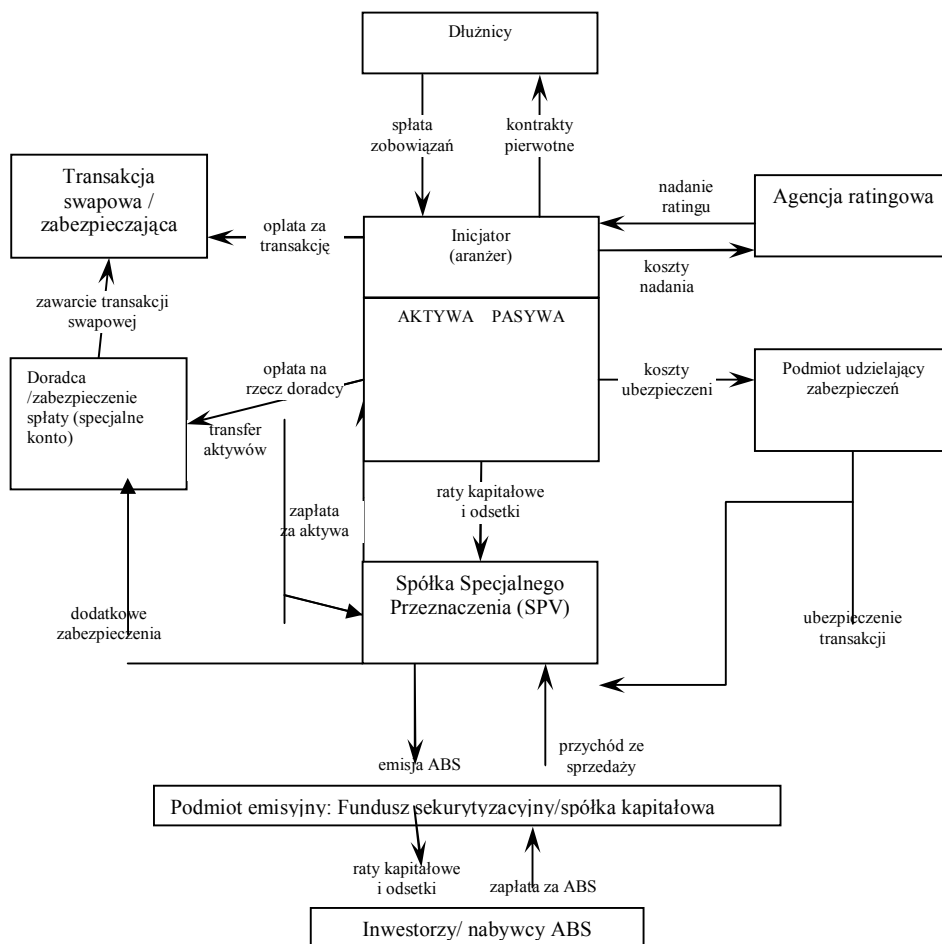 Dłużnicy
spłata
zobowiązań
kontrakty
pierwotne
Transakcja
swapowa /
zabezpieczająca
nadanie
ratingu
Agencja ratingowa
opłata za
transakcję
Inicjator
(aranżer)
koszty
nadania
zawarcie transakcji
swapowej
AKTYWA PASYWA
Doradca
/zabezpieczenie
spłaty (specjalne
konto)
opłata na
rzecz doradcy
koszty
ubezpieczeni
Podmiot udzielający
zabezpieczeń
transfer
aktywów
raty kapitałowe
i odsetki
zapłata
za aktywa
Spółka Specjalnego
Przeznaczenia (SPV)
dodatkowe
zabezpieczenia
ubezpieczenie
transakcji
emisja ABS
przychód ze
sprzedaży
Podmiot emisyjny: Fundusz sekurytyzacyjny/spółka kapitałowa
raty kapitałowe
i odsetki
zapłata za ABS
Inwestorzy/ nabywcy ABS